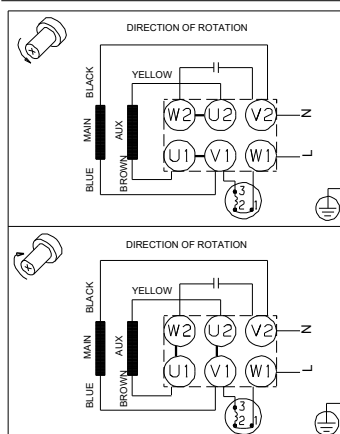 DIRECTION OF ROTATION
BLACK
YELLOW
MAIN
AUX
W2 U2 V2 N
U1 V1 W1 L
BLUE
BROWN
3
2 1
DIRECTION OF ROTATION
BLACK
YELLOW
MAIN
AUX
W2 U2 V2 N
U1 V1 W1 L
BLUE
BROWN
3
2 1